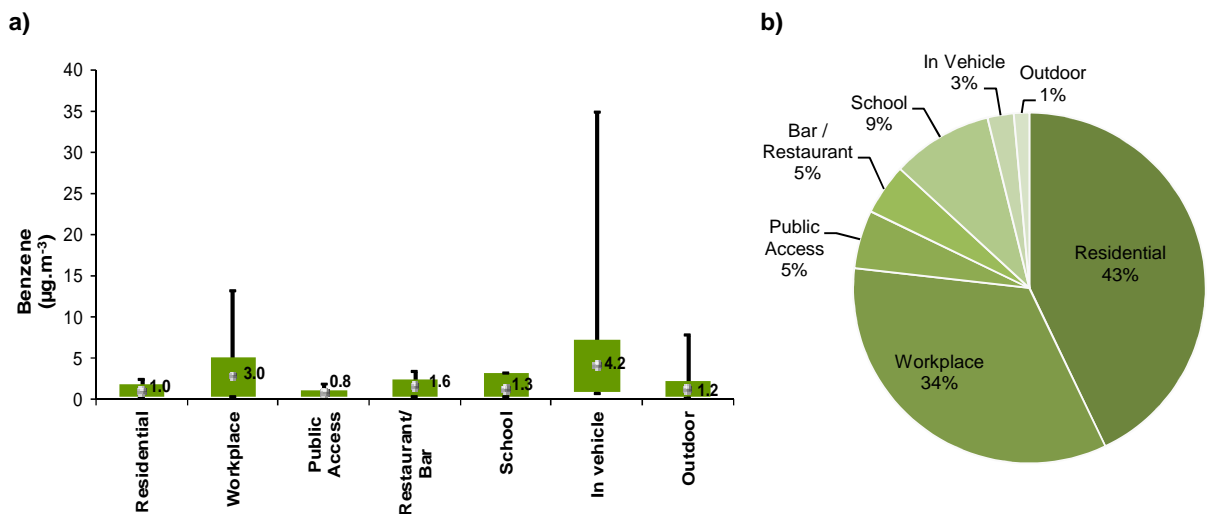 a)
Benzene
(µg.m-3)
40
35
30
25
20
15
10
5
0
1.0
3.0
0.8
1.6
1.3
4.2
1.2
Residential
Workplace
Public
Access
Restaurant/
Bar
School
In vehicle
Outdoor
b)
In Vehicle
3%
Outdoor
1%
School
9%
Bar /
Restaurant
5%
Public
Access
5%
Residential
43%
Workplace
34%